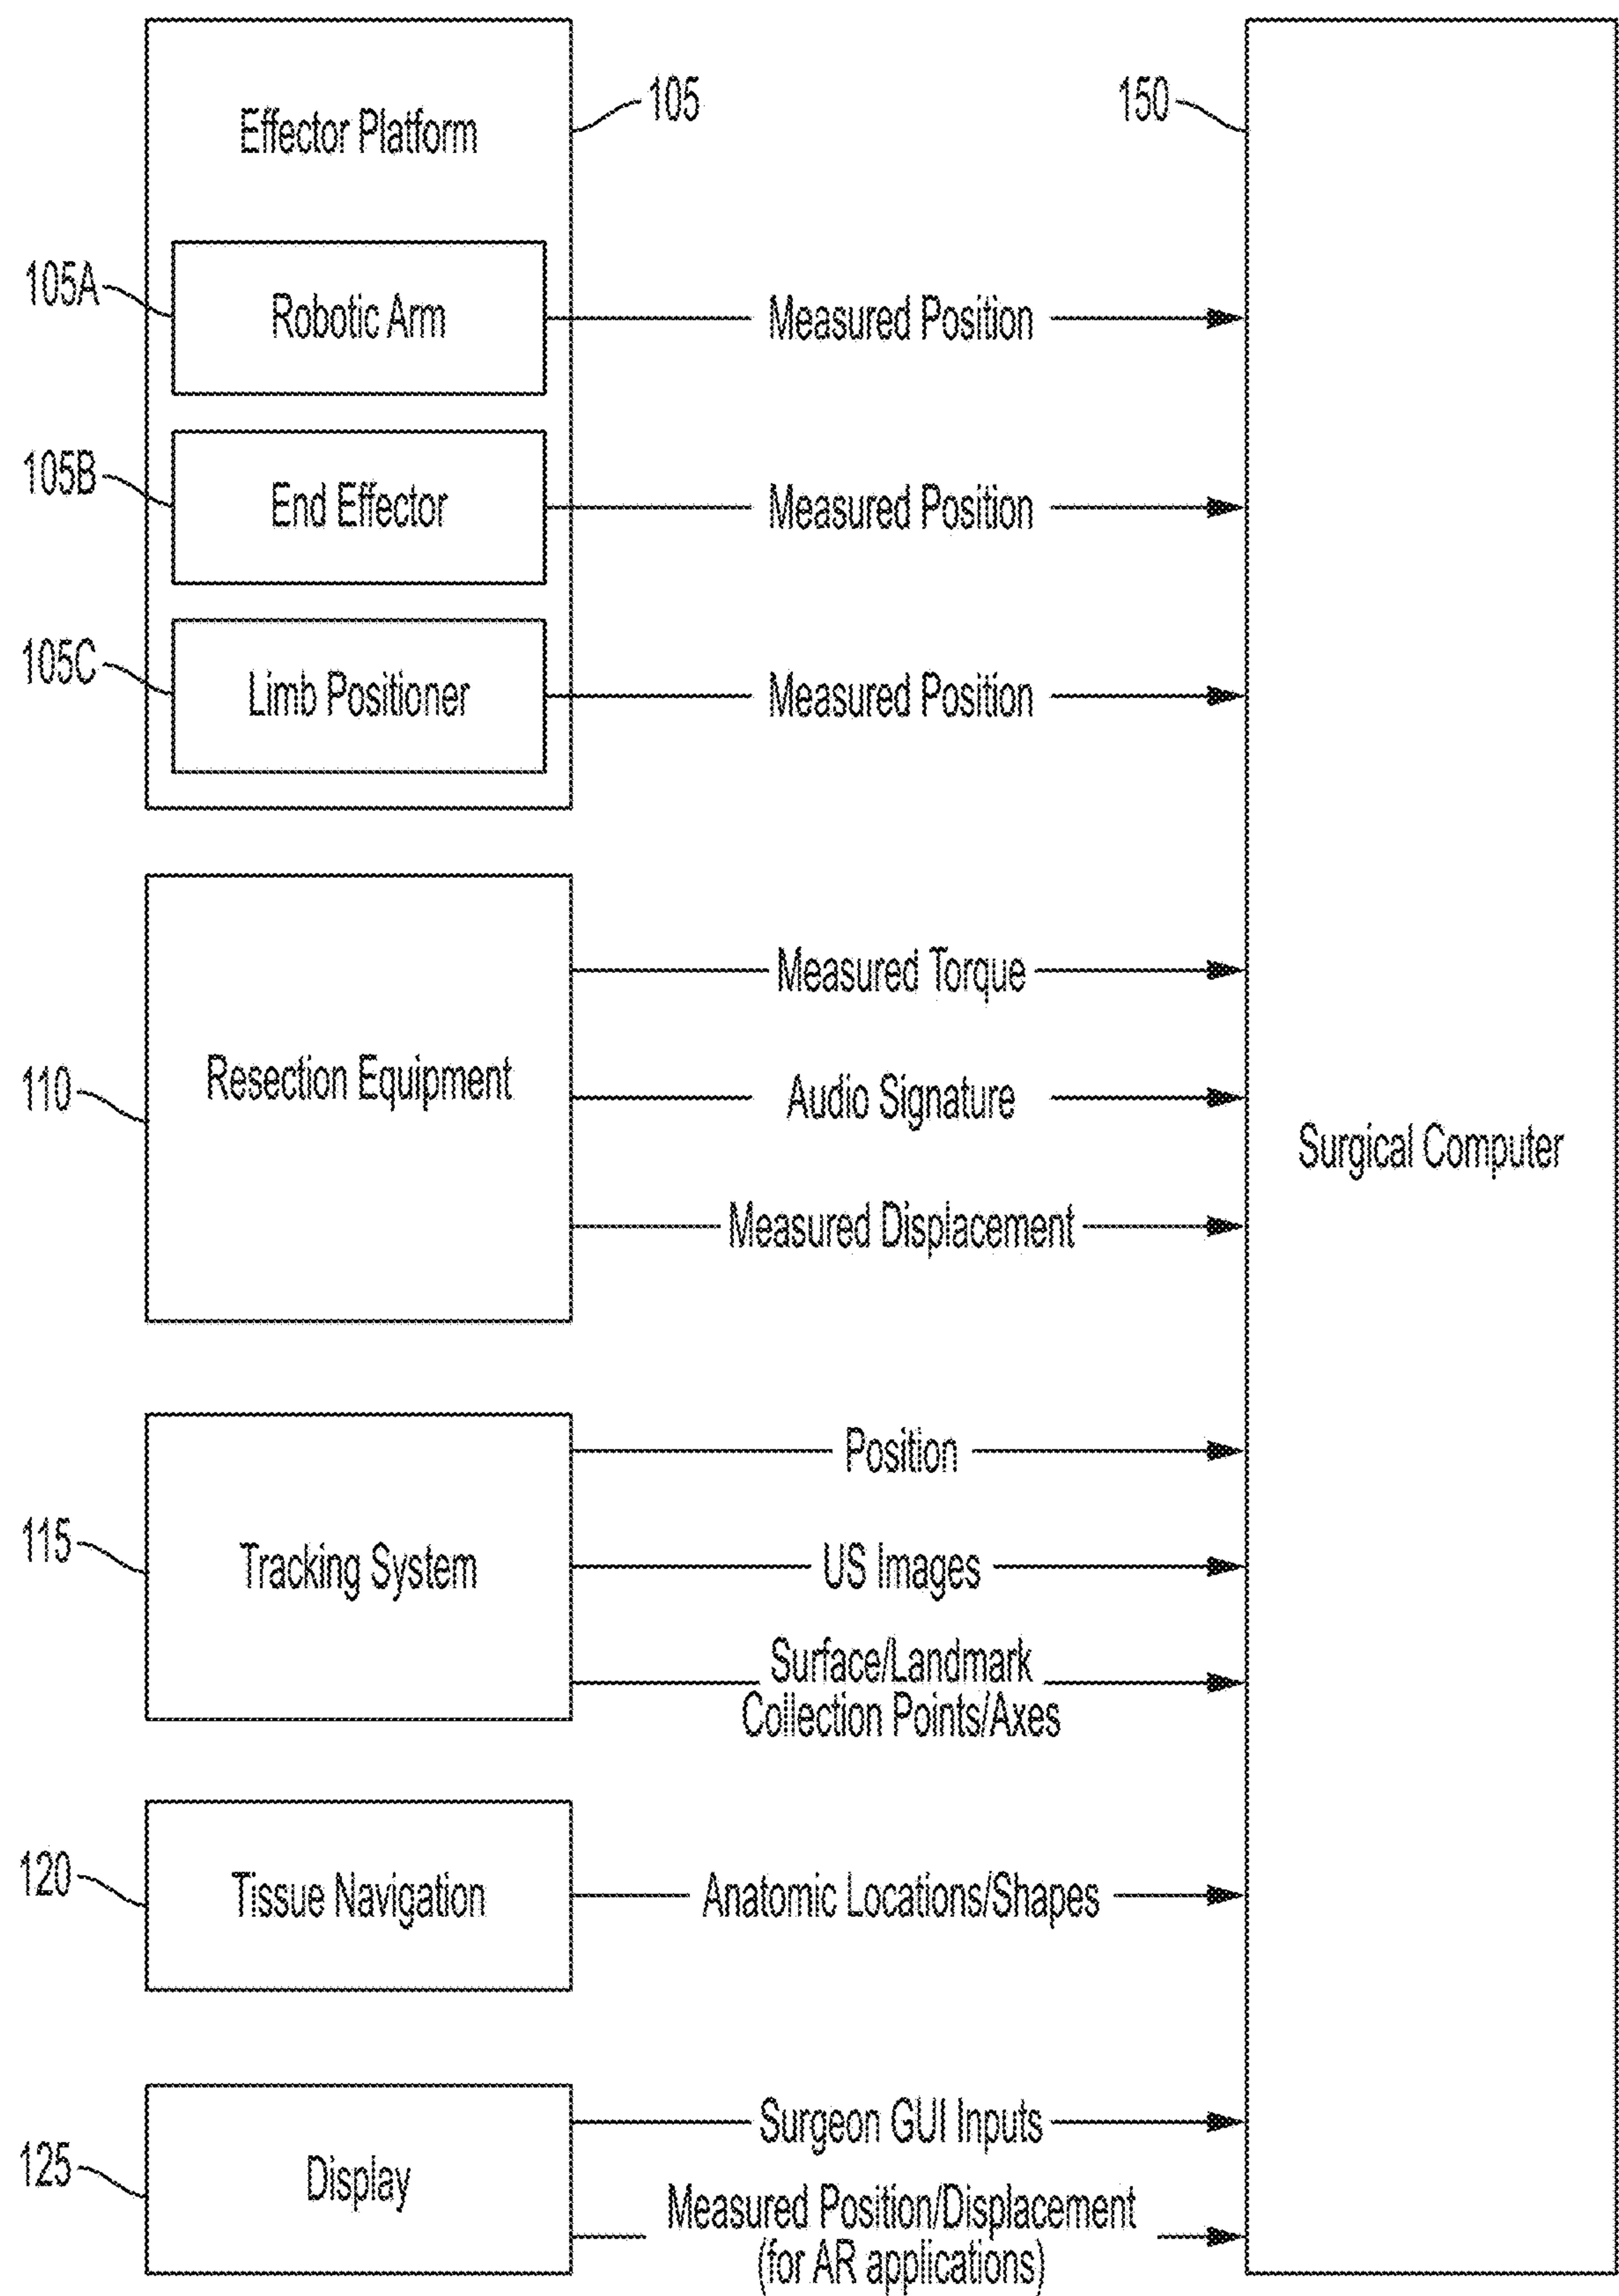 Effector Platform
105
150
105A
Robotic Arm
Measured Position
105B
End Effector
Measured Position
105C
Limb Positioner
Measured Position
110
Resection Equipment
Measured Torque
Audio Signature
Measured Displacement
Surgical Computer
115
Tracking System
Position
US Images
Surface/Landmark
Collection Points/Axes
120
Tissue Navigation
Anatomic Locations/Shapes
125
Display
Surgeon GUI Inputs
Measured Position/Displacement
(for AR applications)